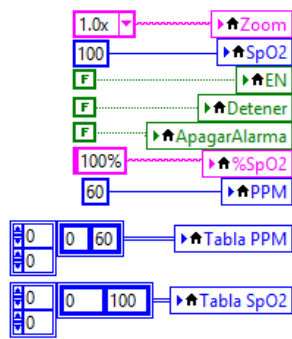 1.0x Zoom
100 SpO2
F EN
F Detener
F ApagarAlarma
100% %SpO2
60 PPM
0 0 60 Tabla PPM
0
0 0 100 Tabla SpO2
0